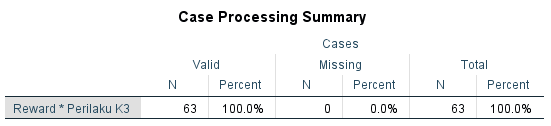 Case Processing Summary
Cases
Valid Missing Total
N Percent N Percent N Percent
Reward * Perilaku K3 63 100.0% 0 0.0% 63 100.0%